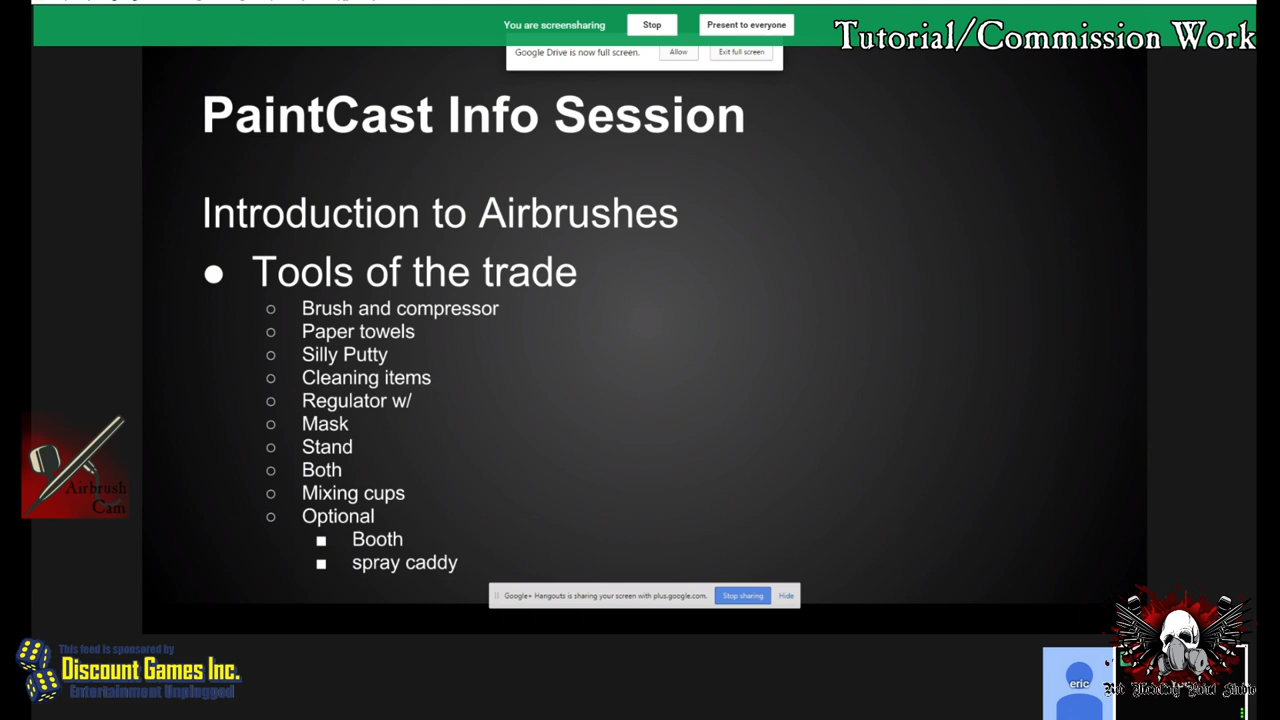 You are screensharing Stop Present to everyone
Tutorial/Commission Work
Google Drive is now full screen. Allow Exit full screen
PaintCast Info Session
Introduction to Airbrushes
Tools of the trade
Brush and compressor
Paper towels
Silly Putty
Cleaning items
Regulator w/
Mask
Stand
Both
Mixing cups
Optional
Booth
spray caddy
Airbrush
Cam
Google+ Hangouts is sharing your screen with plus.google.com. Stop sharing Hide
This feed is sponsored by
Discount Games Inc.
Entertainment Unplugged
eric